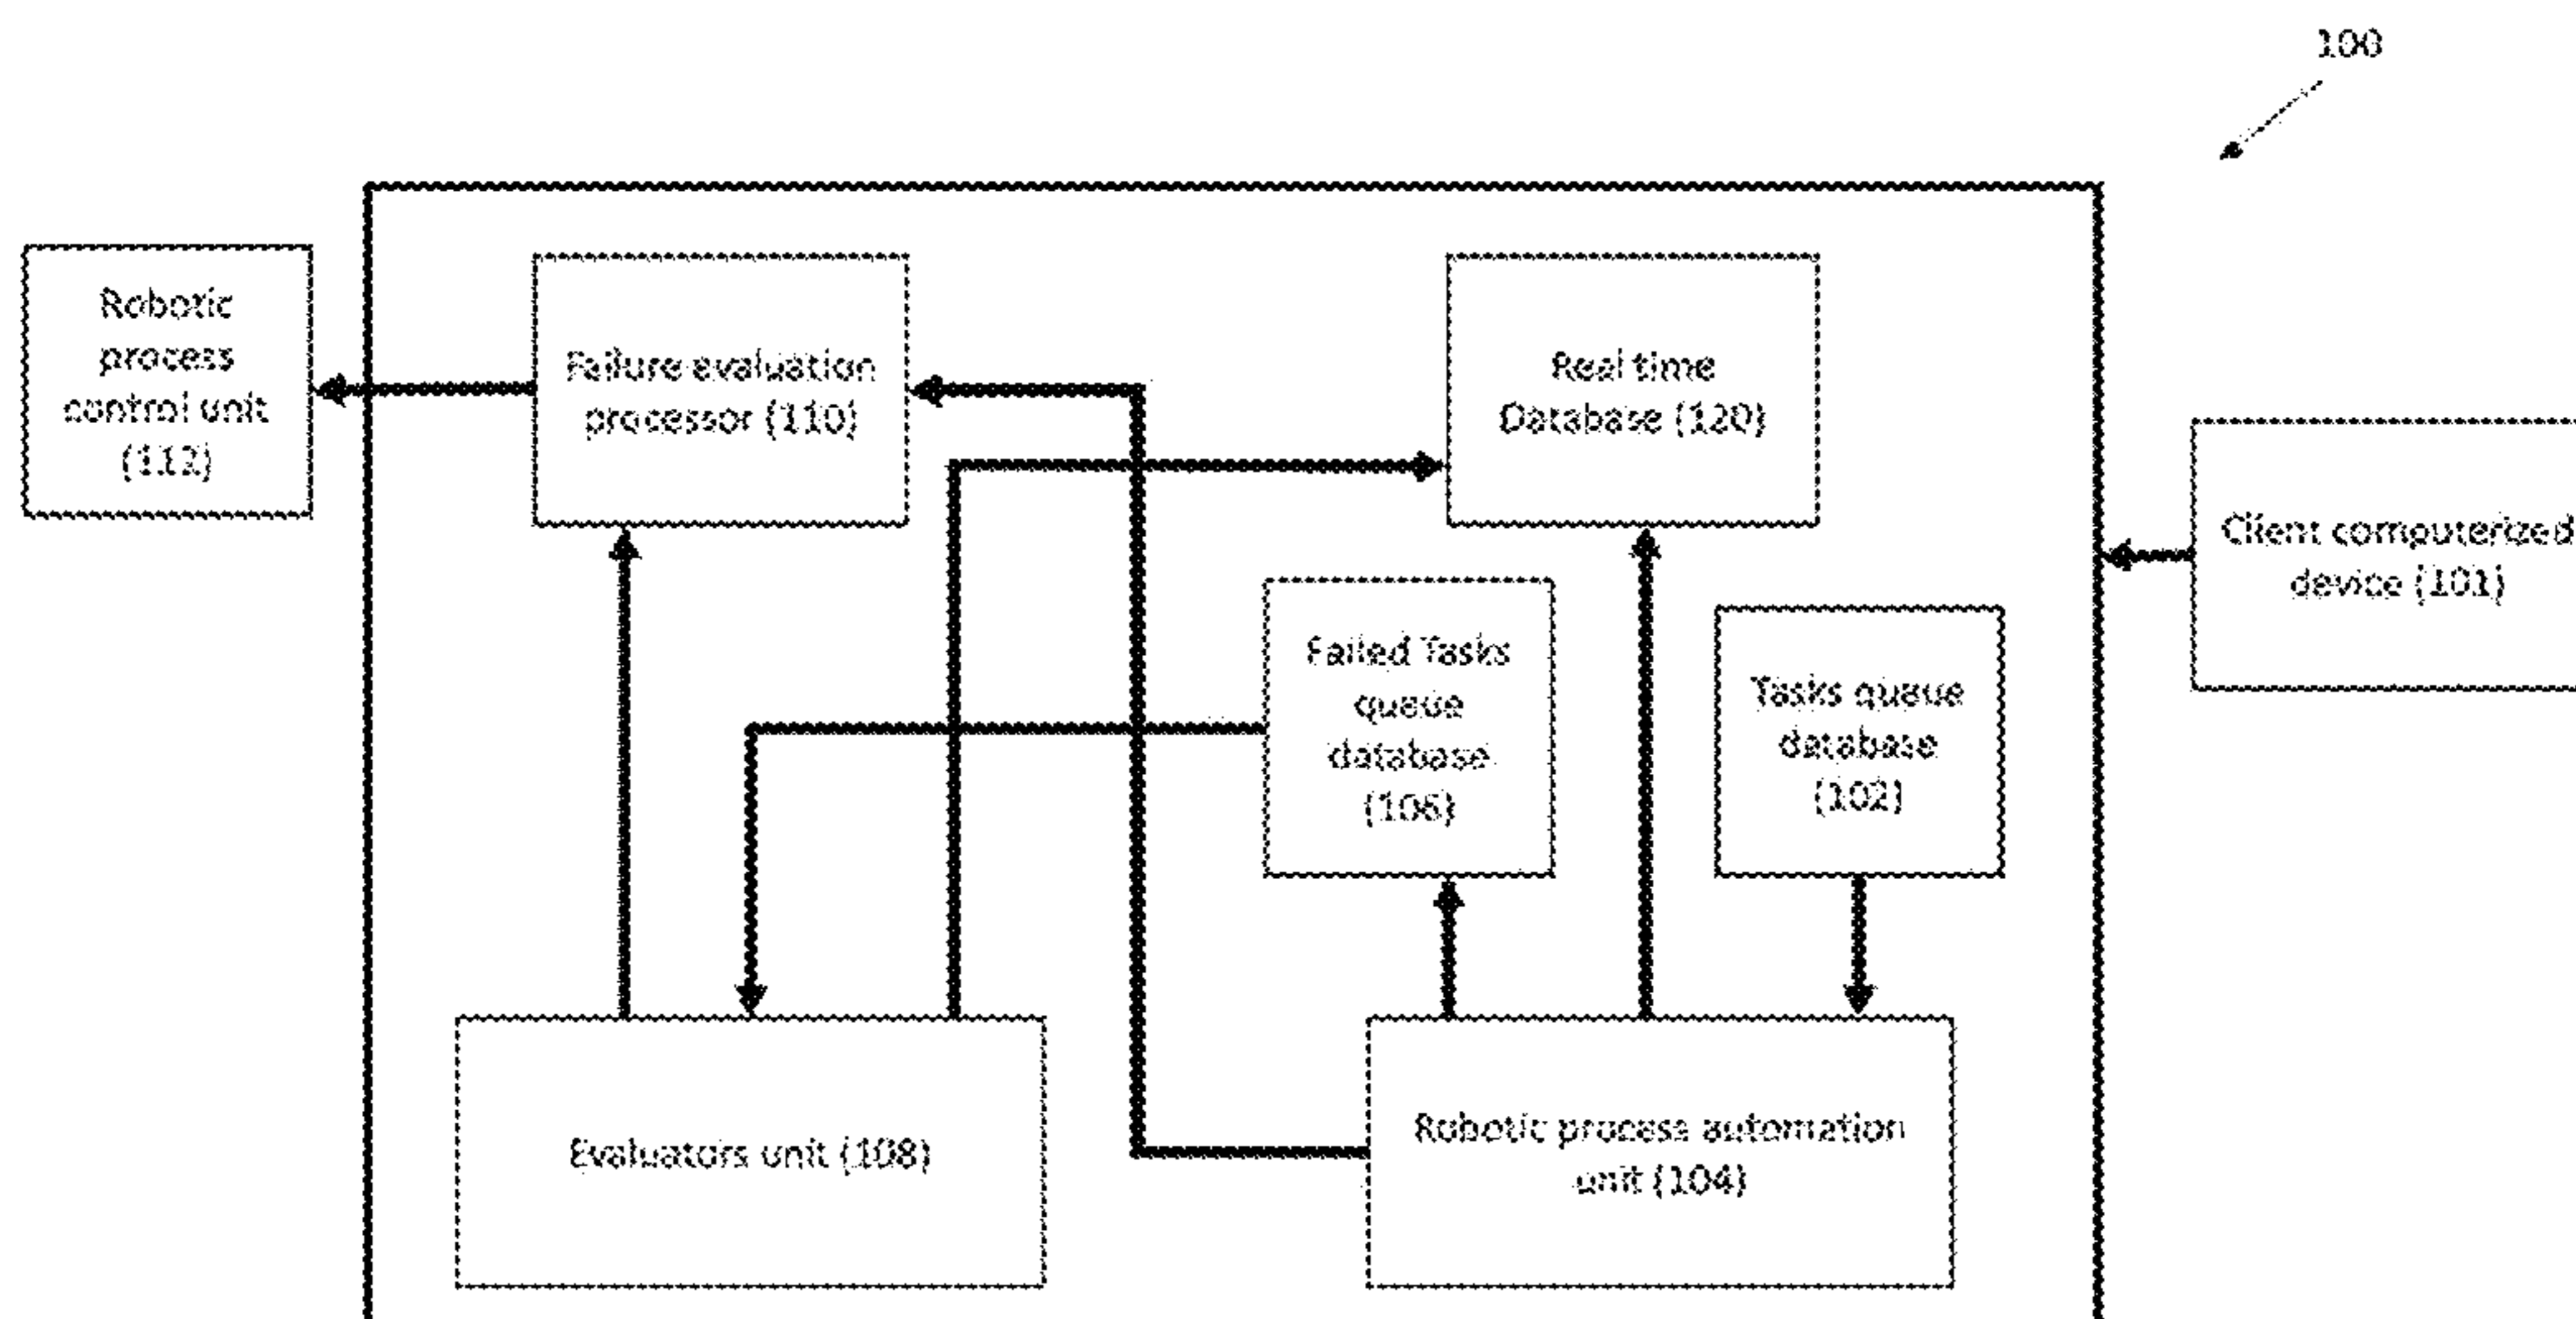 100
Robotic
process
control unit
(112)
Failure evaluation
processor (110)
Real time
Database (120)
Client computerized
device (101)
Failed Tasks
queue
database
(106)
Tasks queue
database
(102)
Evaluators unit (108)
Robotic process automation
unit (104)